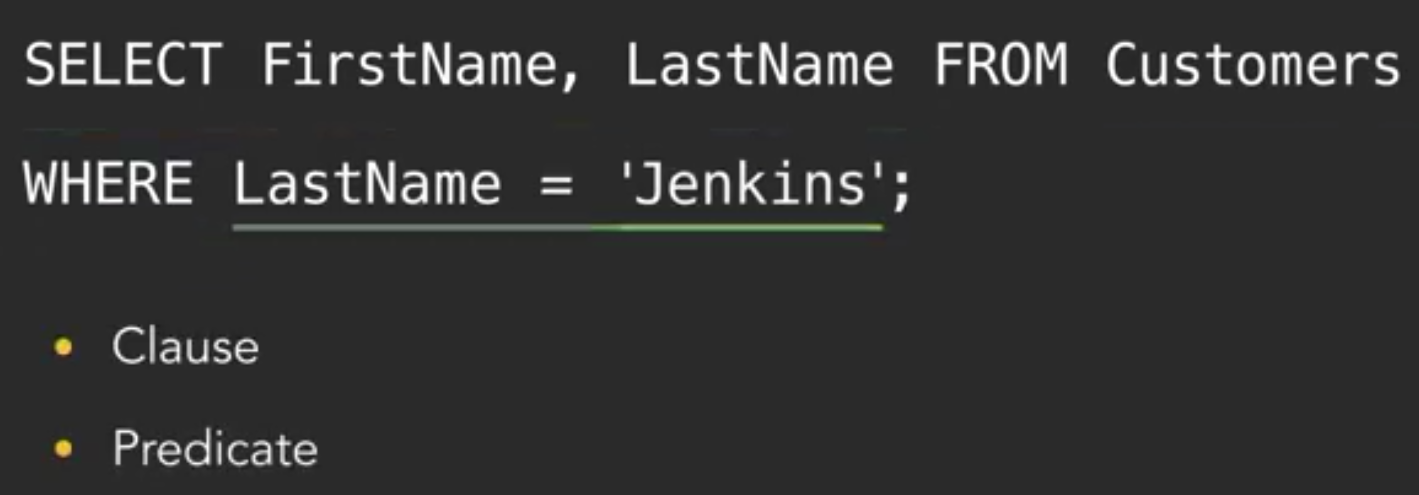 SELECT FirstName, LastName FROM Customers
WHERE LastName = 'Jenkins';
• Clause
• Predicate